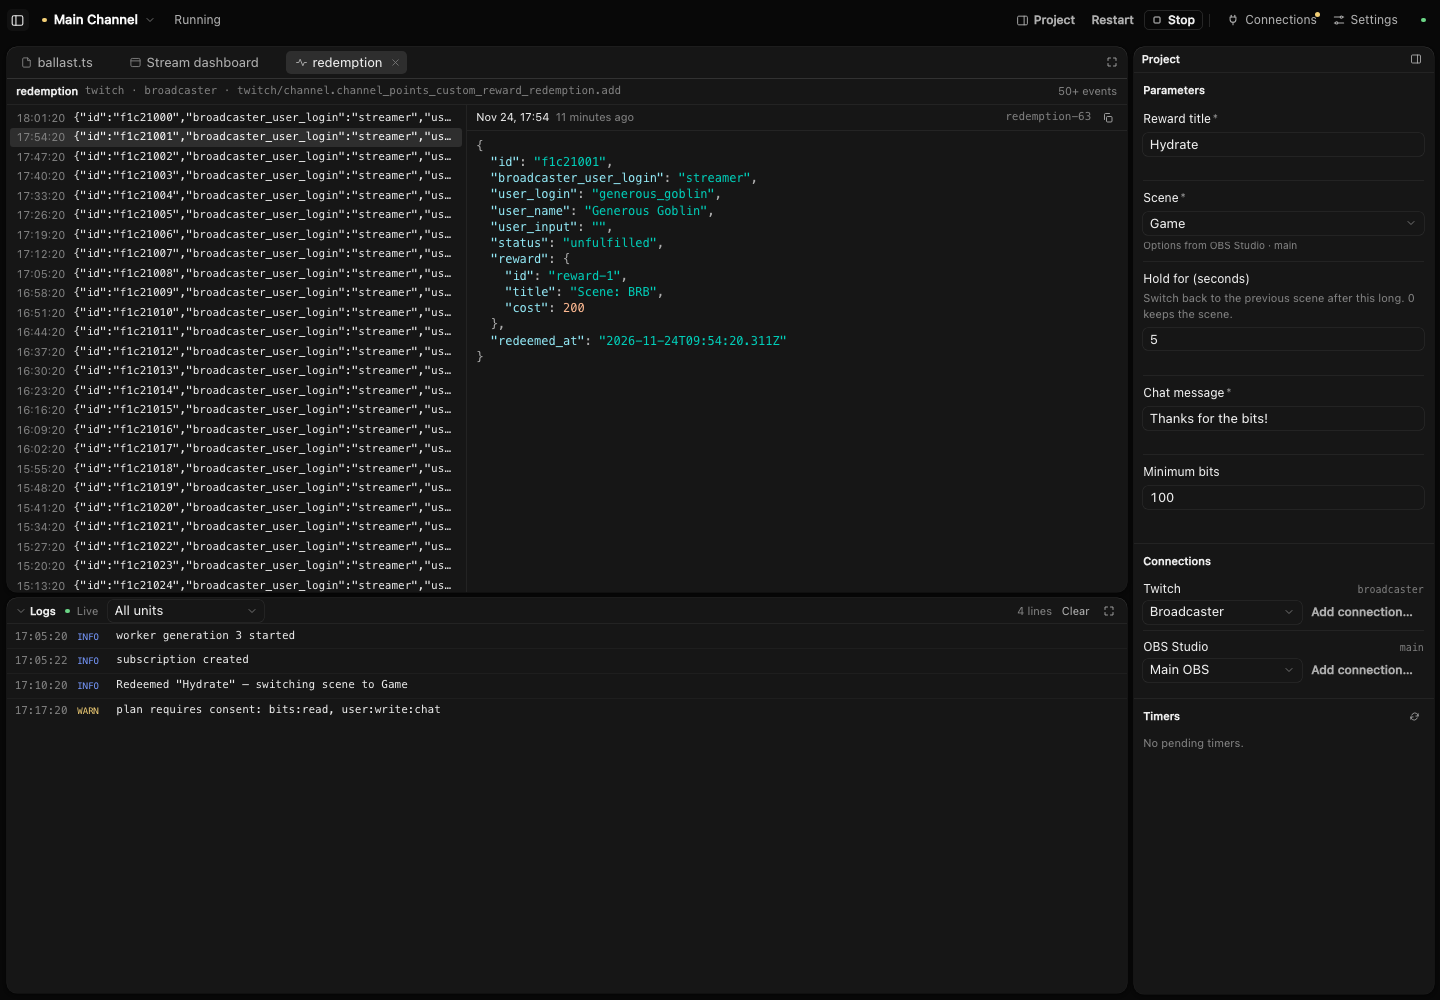 Main Channel
Running
Project
Restart
Stop
Connections
Settings
ballast.ts
Stream dashboard
redemption
redemption twitch · broadcaster · twitch/channel.channel_points_custom_reward_redemption.add
50+ events
18:01:20 {"id":"f1c21000","broadcaster_user_login":"streamer","us…
17:54:20 {"id":"f1c21001","broadcaster_user_login":"streamer","us…
17:47:20 {"id":"f1c21002","broadcaster_user_login":"streamer","us…
17:40:20 {"id":"f1c21003","broadcaster_user_login":"streamer","us…
17:33:20 {"id":"f1c21004","broadcaster_user_login":"streamer","us…
17:26:20 {"id":"f1c21005","broadcaster_user_login":"streamer","us…
17:19:20 {"id":"f1c21006","broadcaster_user_login":"streamer","us…
17:12:20 {"id":"f1c21007","broadcaster_user_login":"streamer","us…
17:05:20 {"id":"f1c21008","broadcaster_user_login":"streamer","us…
16:58:20 {"id":"f1c21009","broadcaster_user_login":"streamer","us…
16:51:20 {"id":"f1c21010","broadcaster_user_login":"streamer","us…
16:44:20 {"id":"f1c21011","broadcaster_user_login":"streamer","us…
16:37:20 {"id":"f1c21012","broadcaster_user_login":"streamer","us…
16:30:20 {"id":"f1c21013","broadcaster_user_login":"streamer","us…
16:23:20 {"id":"f1c21014","broadcaster_user_login":"streamer","us…
16:16:20 {"id":"f1c21015","broadcaster_user_login":"streamer","us…
16:09:20 {"id":"f1c21016","broadcaster_user_login":"streamer","us…
16:02:20 {"id":"f1c21017","broadcaster_user_login":"streamer","us…
15:55:20 {"id":"f1c21018","broadcaster_user_login":"streamer","us…
15:48:20 {"id":"f1c21019","broadcaster_user_login":"streamer","us…
15:41:20 {"id":"f1c21020","broadcaster_user_login":"streamer","us…
15:34:20 {"id":"f1c21021","broadcaster_user_login":"streamer","us…
15:27:20 {"id":"f1c21022","broadcaster_user_login":"streamer","us…
15:20:20 {"id":"f1c21023","broadcaster_user_login":"streamer","us…
15:13:20 {"id":"f1c21024","broadcaster_user_login":"streamer","us…
Nov 24, 17:54 11 minutes ago
redemption-63
{
"id": "f1c21001",
"broadcaster_user_login": "streamer",
"user_login": "generous_goblin",
"user_name": "Generous Goblin",
"user_input": "",
"status": "unfulfilled",
"reward": {
"id": "reward-1",
"title": "Scene: BRB",
"cost": 200
},
"redeemed_at": "2026-11-24T09:54:20.311Z"
}
Logs
Live
All units
4 lines
Clear
17:05:20 INFO worker generation 3 started
17:05:22 INFO subscription created
17:10:20 INFO Redeemed "Hydrate" — switching scene to Game
17:17:20 WARN plan requires consent: bits:read, user:write:chat
Project
Parameters
Reward title *
Hydrate
Scene *
Game
Options from OBS Studio · main
Hold for (seconds)
Switch back to the previous scene after this long. 0
keeps the scene.
5
Chat message *
Thanks for the bits!
Minimum bits
100
Connections
Twitch broadcaster
Broadcaster Add connection...
OBS Studio main
Main OBS Add connection...
Timers
No pending timers.